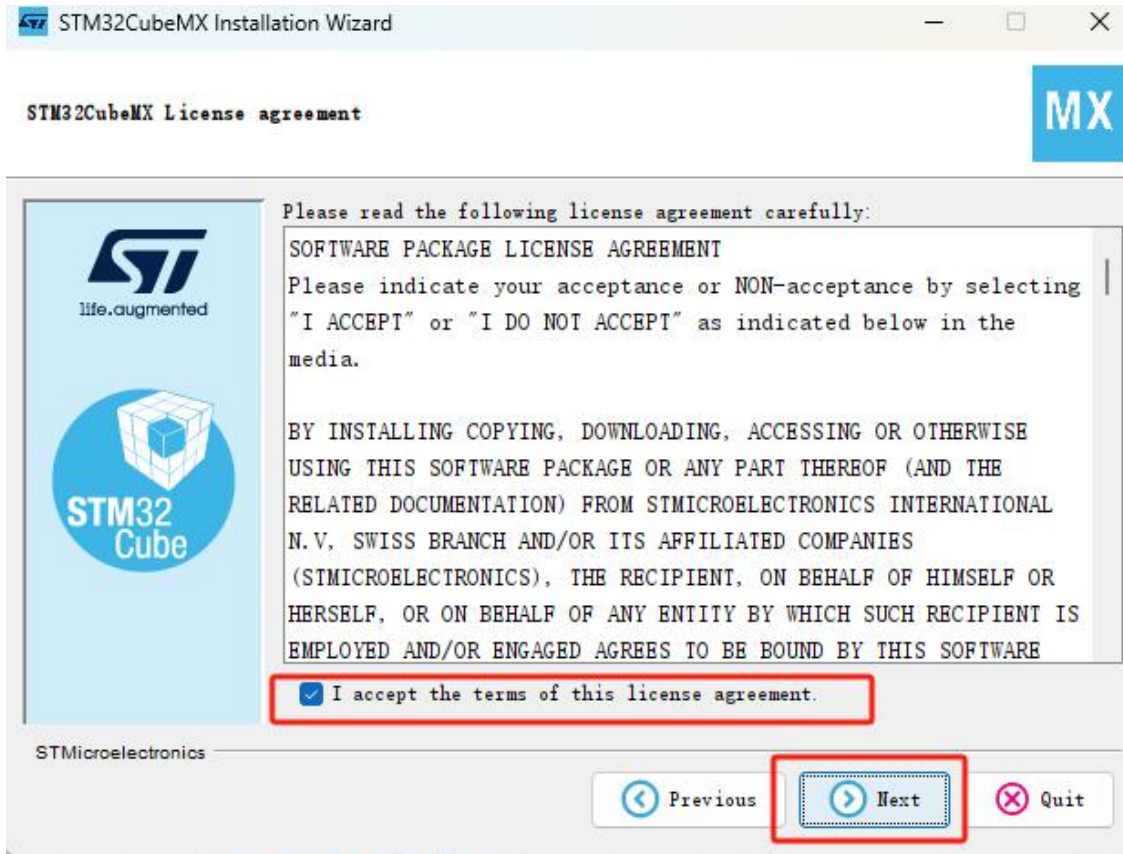 STM32CubeMX Installation Wizard
STM32CubeMX License agreement
MX
Please read the following license agreement carefully:
ST
life.augmented
STM32
Cube
SOFTWARE PACKAGE LICENSE AGREEMENT
Please indicate your acceptance or NON-acceptance by selecting
"I ACCEPT" or "I DO NOT ACCEPT" as indicated below in the
media.
BY INSTALLING COPYING, DOWNLOADING, ACCESSING OR OTHERWISE
USING THIS SOFTWARE PACKAGE OR ANY PART THEREOF (AND THE
RELATED DOCUMENTATION) FROM STMICROELECTRONICS INTERNATIONAL
N.V, SWISS BRANCH AND/OR ITS AFFILIATED COMPANIES
(STMICROELECTRONICS), THE RECIPIENT, ON BEHALF OF HIMSELF OR
HERSELF, OR ON BEHALF OF ANY ENTITY BY WHICH SUCH RECIPIENT IS
EMPLOYED AND/OR ENGAGED AGREES TO BE BOUND BY THIS SOFTWARE
I accept the terms of this license agreement.
STMicroelectronics
Previous
Next
Quit